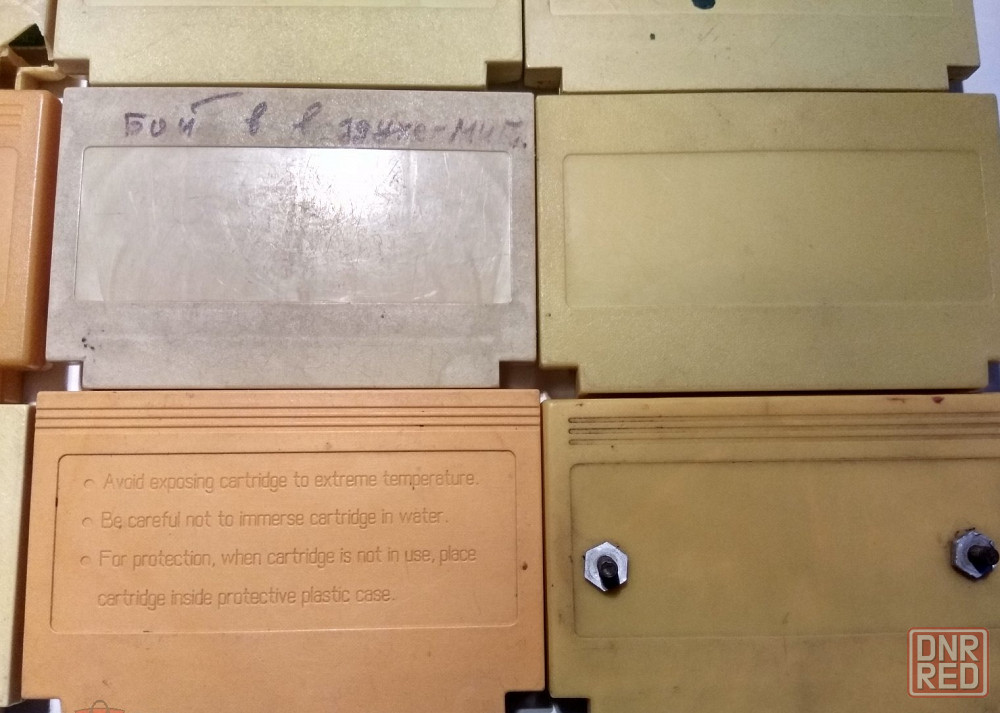 Бой в
Avoid exposing cartridge to extreme temperature.
Be careful not to immerse cartridge in water.
For protection, when cartridge is not in use, place
cartridge inside protective plastic case.
DNR
RED